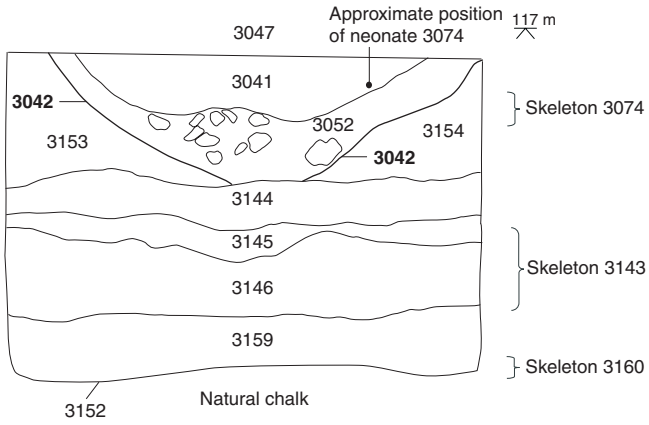 Approximate position
of neonate 3074
117 m
3047
3041
3042
Skeleton 3074
3052
3153
3154
3042
3144
3145
Skeleton 3143
3146
3159
Skeleton 3160
Natural chalk
3152